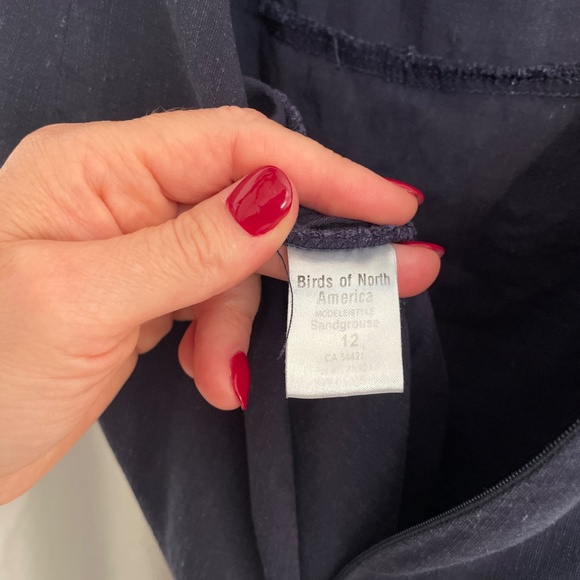 Birds of North
America
MODELE/STYLE
Sandgrouse
12
CA 34421